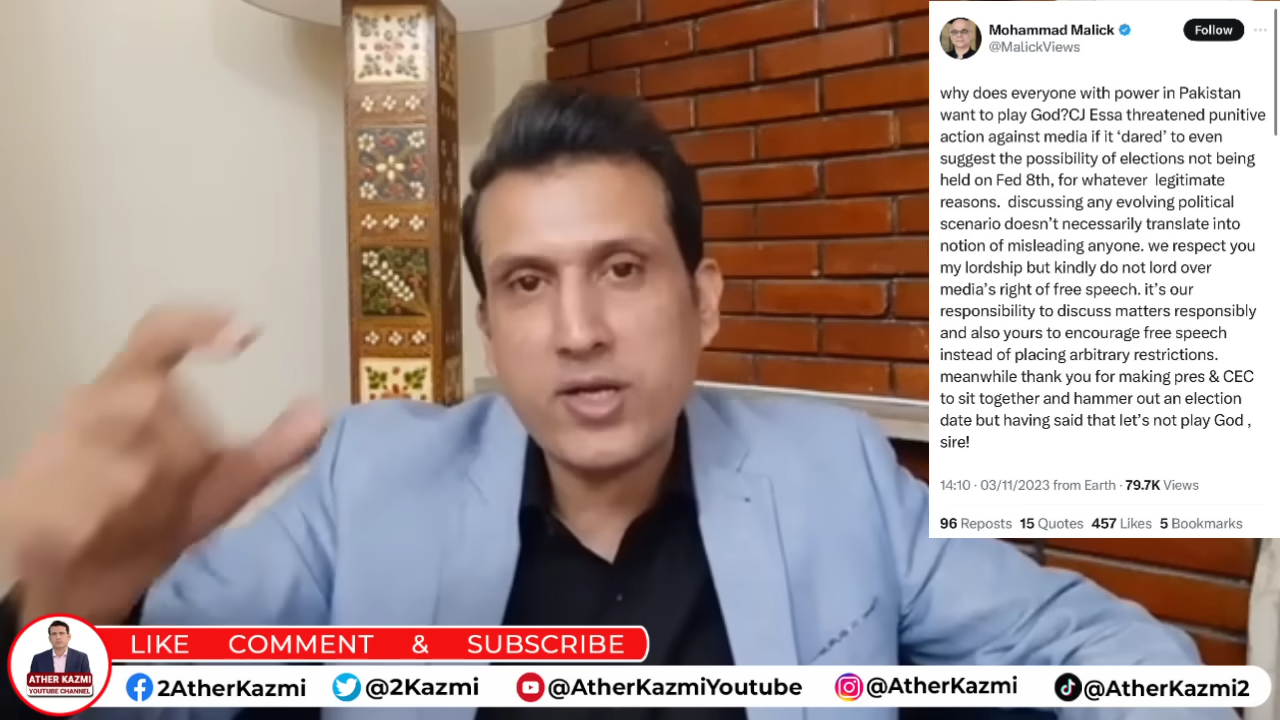 Mohammad Malick
@MalickViews
Follow
why does everyone with power in Pakistan
want to play God?CJ Essa threatened punitive
action against media if it ‘dared’ to even
suggest the possibility of elections not being
held on Fed 8th, for whatever legitimate
reasons. discussing any evolving political
scenario doesn’t necessarily translate into
notion of misleading anyone. we respect you
my lordship but kindly do not lord over
media’s right of free speech. it’s our
responsibility to discuss matters responsibly
and also yours to encourage free speech
instead of placing arbitrary restrictions.
meanwhile thank you for making pres & CEC
to sit together and hammer out an election
date but having said that let’s not play God ,
sire!
14:10 · 03/11/2023 from Earth · 79.7K Views
96 Reposts 15 Quotes 457 Likes 5 Bookmarks
LIKE COMMENT & SUBSCRIBE
ATHER KAZMI
YOUTUBE CHANNEL
2AtherKazmi @2Kazmi @AtherKazmiYoutube @AtherKazmi @AtherKazmi2